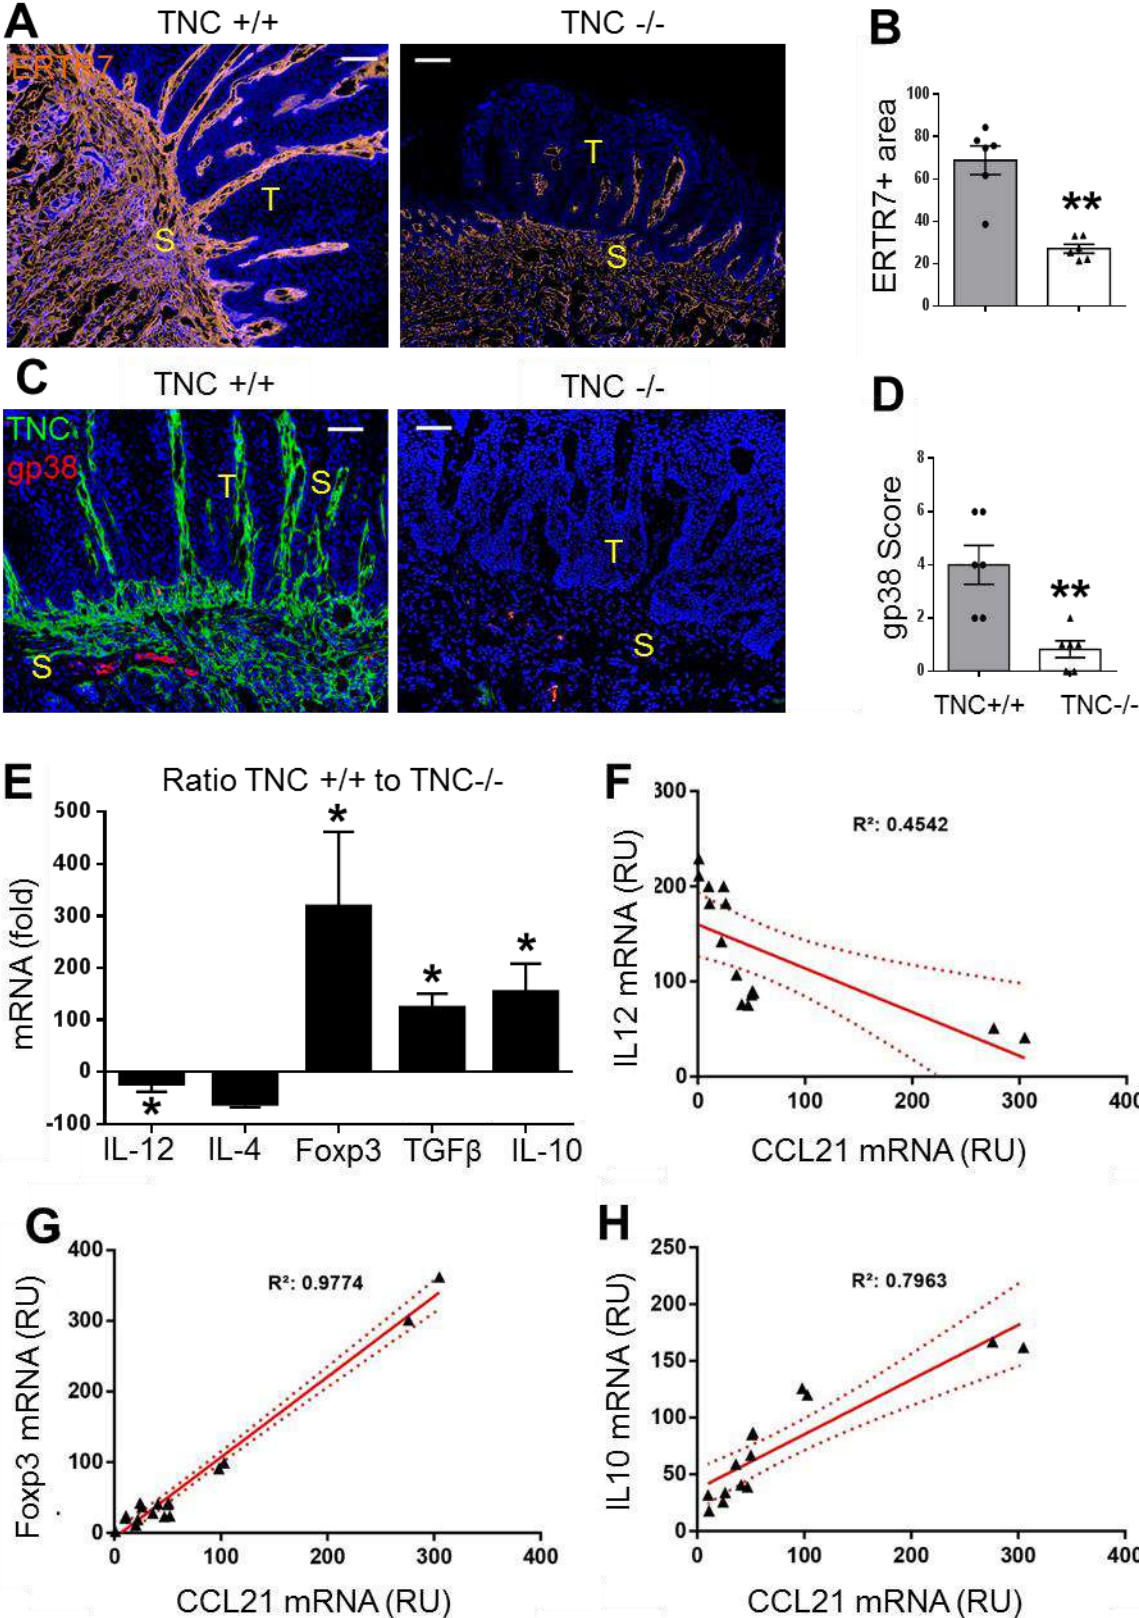 A
TNC +/+
TNC -/-
B
ERTR7
T
S
T
S
ERTR7+ area
100
80
60
40
20
0
**
C
TNC +/+
TNC -/-
D
TNC
gp38
T
S
S
T
S
gp38 Score
8
6
4
2
0
**
TNC+/+
TNC-/-
E
Ratio TNC +/+ to TNC-/-
mRNA (fold)
500
400
300
200
100
0
-100
*
*
*
*
IL-12
IL-4
Foxp3
TGFβ
IL-10
F
R²: 0.4542
IL12 mRNA (RU)
300
200
100
0
0
100
200
300
400
CCL21 mRNA (RU)
G
R²: 0.9774
Foxp3 mRNA (RU)
400
300
200
100
0
0
100
200
300
400
CCL21 mRNA (RU)
H
R²: 0.7963
IL10 mRNA (RU)
250
200
150
100
50
0
0
100
200
300
400
CCL21 mRNA (RU)